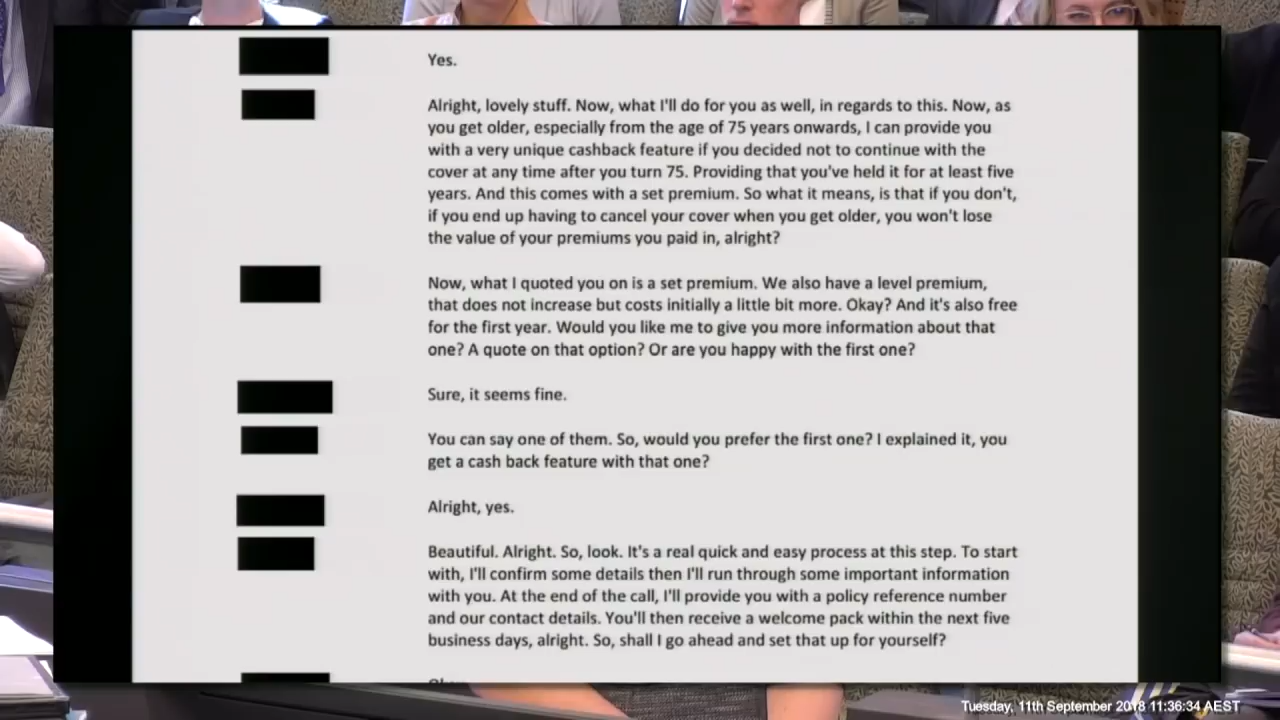 Yes.
Alright, lovely stuff. Now, what I'll do for you as well, in regards to this. Now, as
you get older, especially from the age of 75 years onwards, I can provide you
with a very unique cashback feature if you decided not to continue with the
cover at any time after you turn 75. Providing that you've held it for at least five
years. And this comes with a set premium. So what it means, is that if you don't,
if you end up having to cancel your cover when you get older, you won't lose
the value of your premiums you paid in, alright?
Now, what I quoted you on is a set premium. We also have a level premium,
that does not increase but costs initially a little bit more. Okay? And it's also free
for the first year. Would you like me to give you more information about that
one? A quote on that option? Or are you happy with the first one?
Sure, it seems fine.
You can say one of them. So, would you prefer the first one? I explained it, you
get a cash back feature with that one?
Alright, yes.
Beautiful. Alright. So, look. It's a real quick and easy process at this step. To start
with, I'll confirm some details then I'll run through some important information
with you. At the end of the call, I'll provide you with a policy reference number
and our contact details. You'll then receive a welcome pack within the next five
business days, alright. So, shall I go ahead and set that up for yourself?
Tuesday, 11th September 2018 11:36:34 AEST